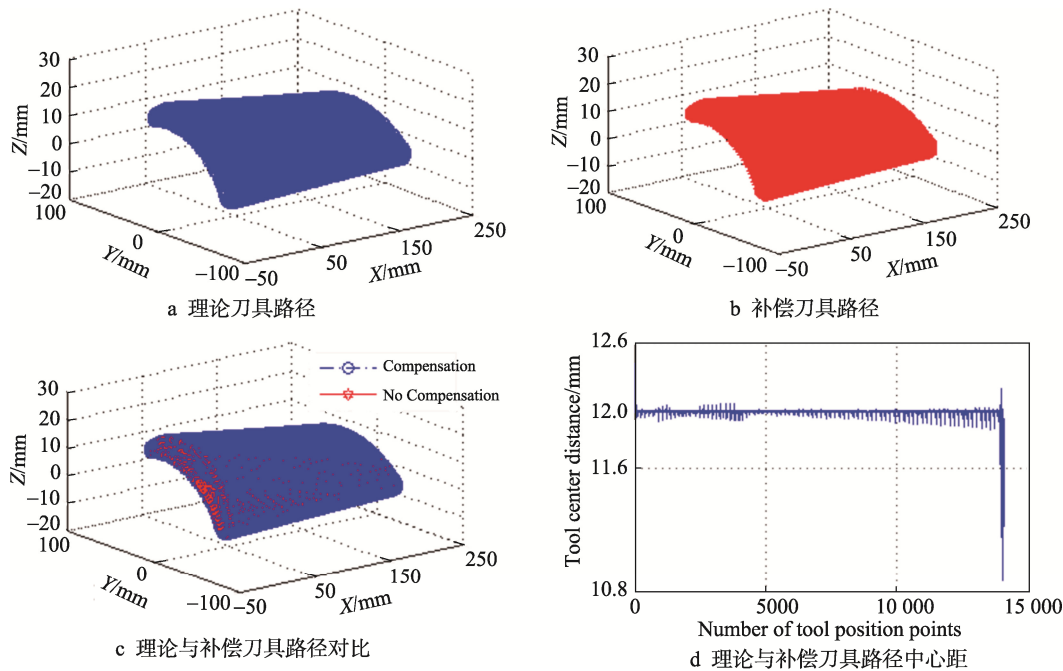 30
20
10
0
−10
−20
Z/mm
100
0
−100
Y/mm
−50
50
150
250
X/mm
a 理论刀具路径
30
20
10
0
−10
−20
Z/mm
100
0
−100
Y/mm
−50
50
150
250
X/mm
b 补偿刀具路径
Compensation
No Compensation
30
20
10
0
−10
−20
Z/mm
100
0
−100
Y/mm
−50
50
150
250
X/mm
c 理论与补偿刀具路径对比
12.6
12.0
11.6
10.8
Tool center distance/mm
0
5000
10 000
15 000
Number of tool position points
d 理论与补偿刀具路径中心距